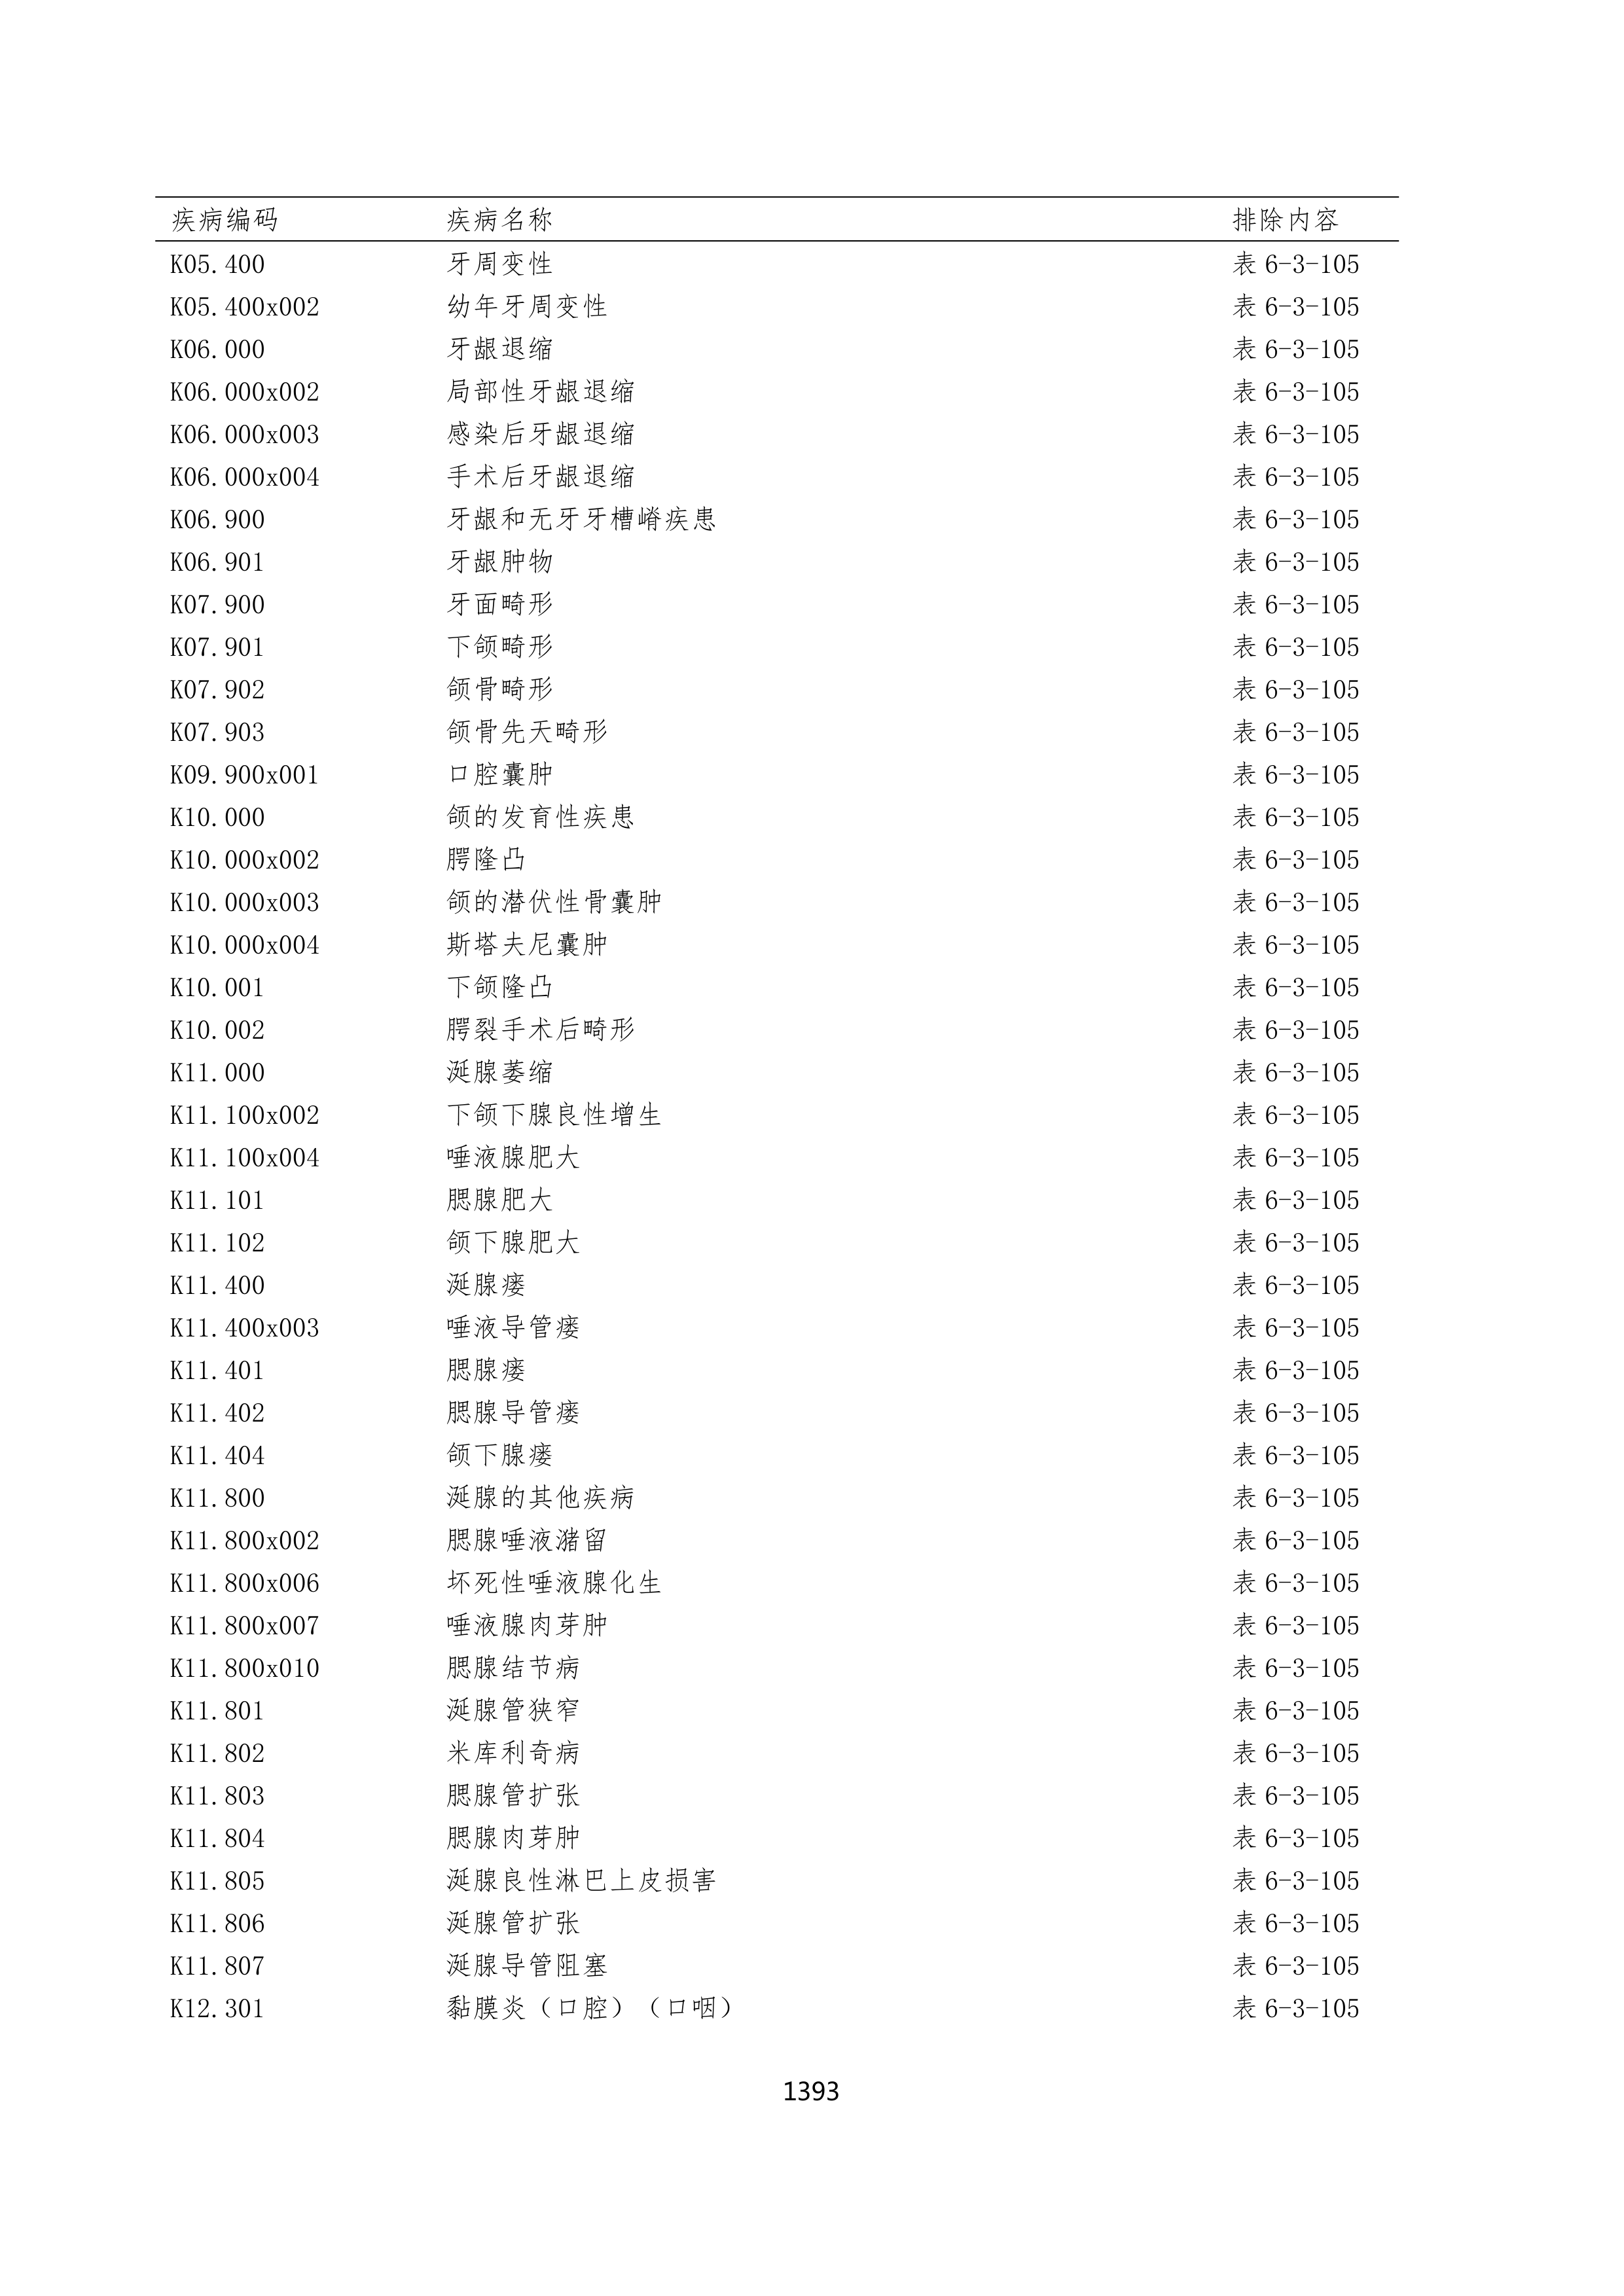 疾病编码 疾病名称 排除内容
K05.400 牙周变性 表 6-3-105
K05.400x002 幼年牙周变性 表 6-3-105
K06.000 牙龈退缩 表 6-3-105
K06.000x002 局部性牙龈退缩 表 6-3-105
K06.000x003 感染后牙龈退缩 表 6-3-105
K06.000x004 手术后牙龈退缩 表 6-3-105
K06.900 牙龈和无牙牙槽嵴疾患 表 6-3-105
K06.901 牙龈肿物 表 6-3-105
K07.900 牙面畸形 表 6-3-105
K07.901 下颌畸形 表 6-3-105
K07.902 颌骨畸形 表 6-3-105
K07.903 颌骨先天畸形 表 6-3-105
K09.900x001 口腔囊肿 表 6-3-105
K10.000 颌的发育性疾患 表 6-3-105
K10.000x002 腭隆凸 表 6-3-105
K10.000x003 颌的潜伏性骨囊肿 表 6-3-105
K10.000x004 斯塔夫尼囊肿 表 6-3-105
K10.001 下颌隆凸 表 6-3-105
K10.002 腭裂手术后畸形 表 6-3-105
K11.000 涎腺萎缩 表 6-3-105
K11.100x002 下颌下腺良性增生 表 6-3-105
K11.100x004 唾液腺肥大 表 6-3-105
K11.101 腮腺肥大 表 6-3-105
K11.102 颌下腺肥大 表 6-3-105
K11.400 涎腺瘘 表 6-3-105
K11.400x003 唾液导管瘘 表 6-3-105
K11.401 腮腺瘘 表 6-3-105
K11.402 腮腺导管瘘 表 6-3-105
K11.404 颌下腺瘘 表 6-3-105
K11.800 涎腺的其他疾病 表 6-3-105
K11.800x002 腮腺唾液潴留 表 6-3-105
K11.800x006 坏死性唾液腺化生 表 6-3-105
K11.800x007 唾液腺肉芽肿 表 6-3-105
K11.800x010 腮腺结节病 表 6-3-105
K11.801 涎腺管狭窄 表 6-3-105
K11.802 米库利奇病 表 6-3-105
K11.803 腮腺管扩张 表 6-3-105
K11.804 腮腺肉芽肿 表 6-3-105
K11.805 涎腺良性淋巴上皮损害 表 6-3-105
K11.806 涎腺管扩张 表 6-3-105
K11.807 涎腺导管阻塞 表 6-3-105
K12.301 黏膜炎（口腔）（口咽） 表 6-3-105
1393